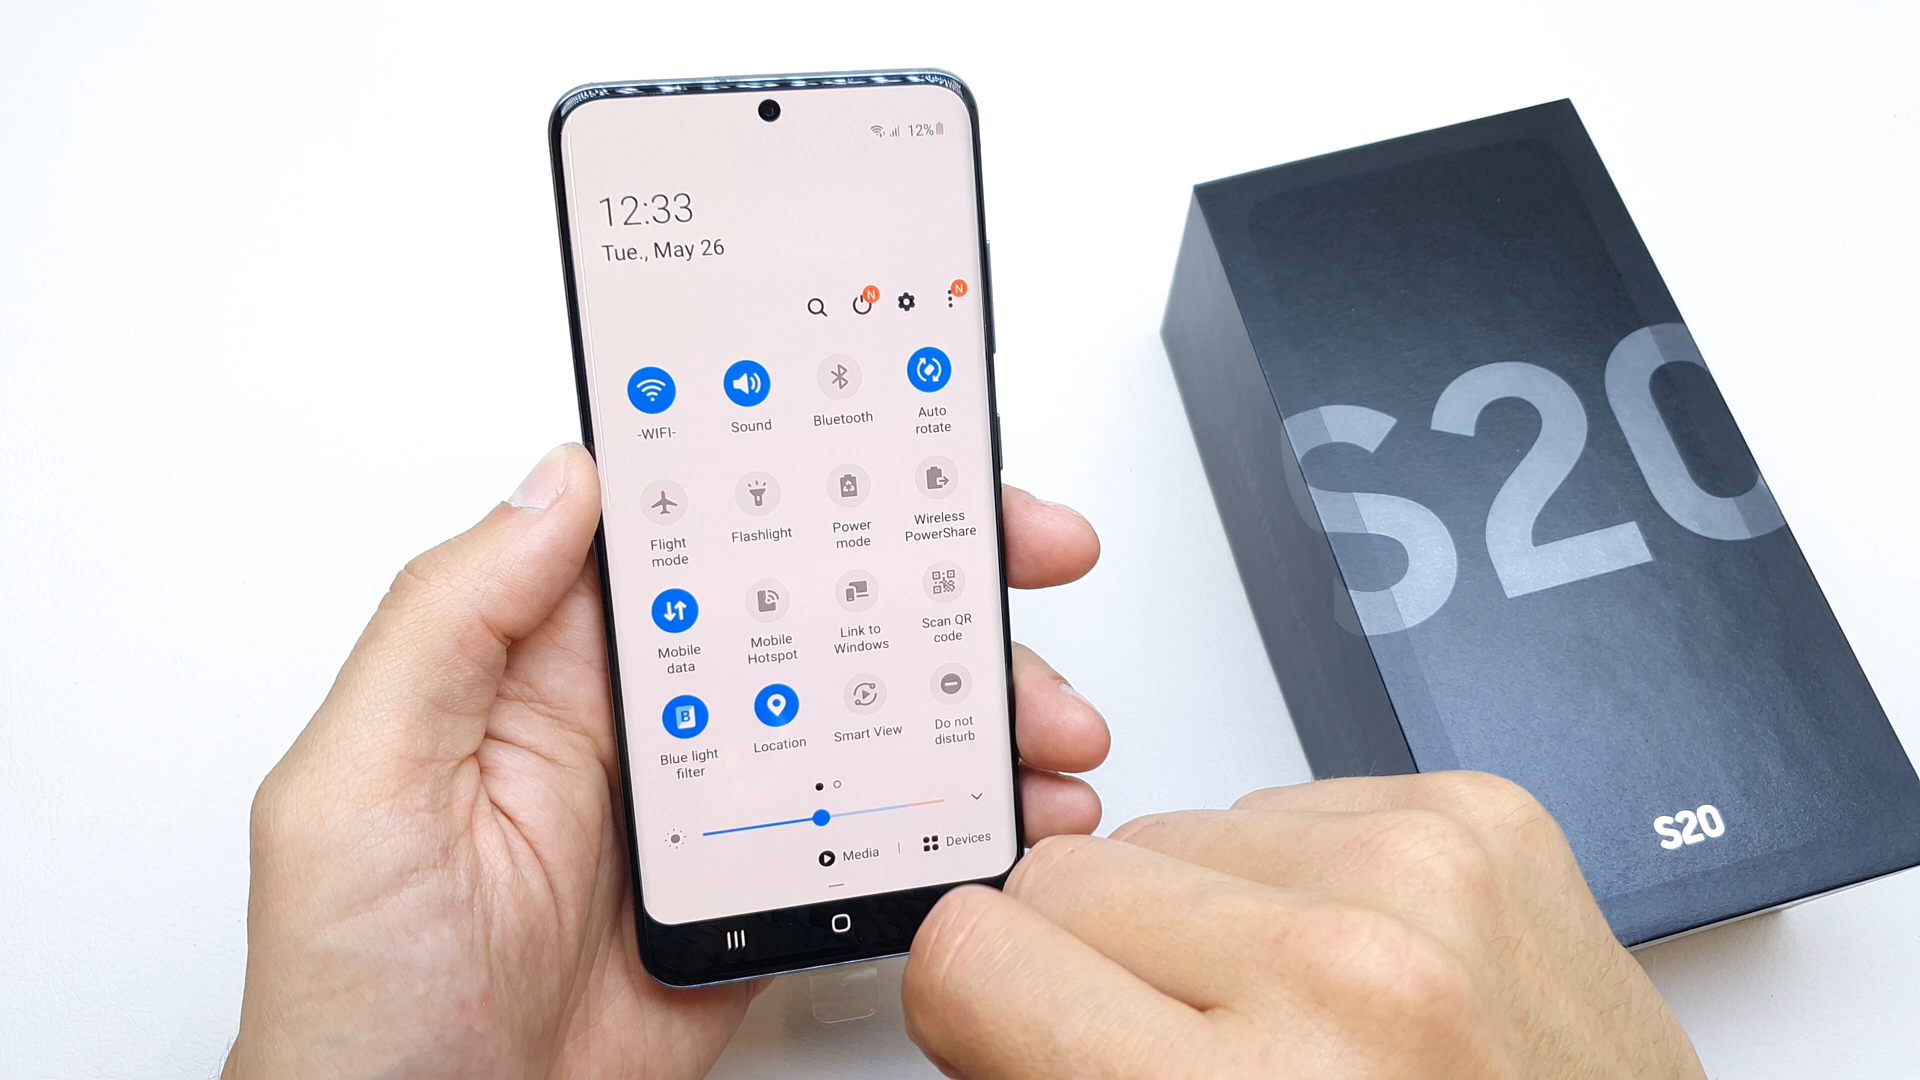 12%
12:33
Tue., May 26
N
N
-WIFI-
Sound
Bluetooth
Auto
rotate
Flight
mode
Flashlight
Power
mode
Wireless
PowerShare
Mobile
data
Mobile
Hotspot
Link to
Windows
Scan QR
code
B
Blue light
filter
Location
Smart View
Do not
disturb
Media | Devices
S20
S20